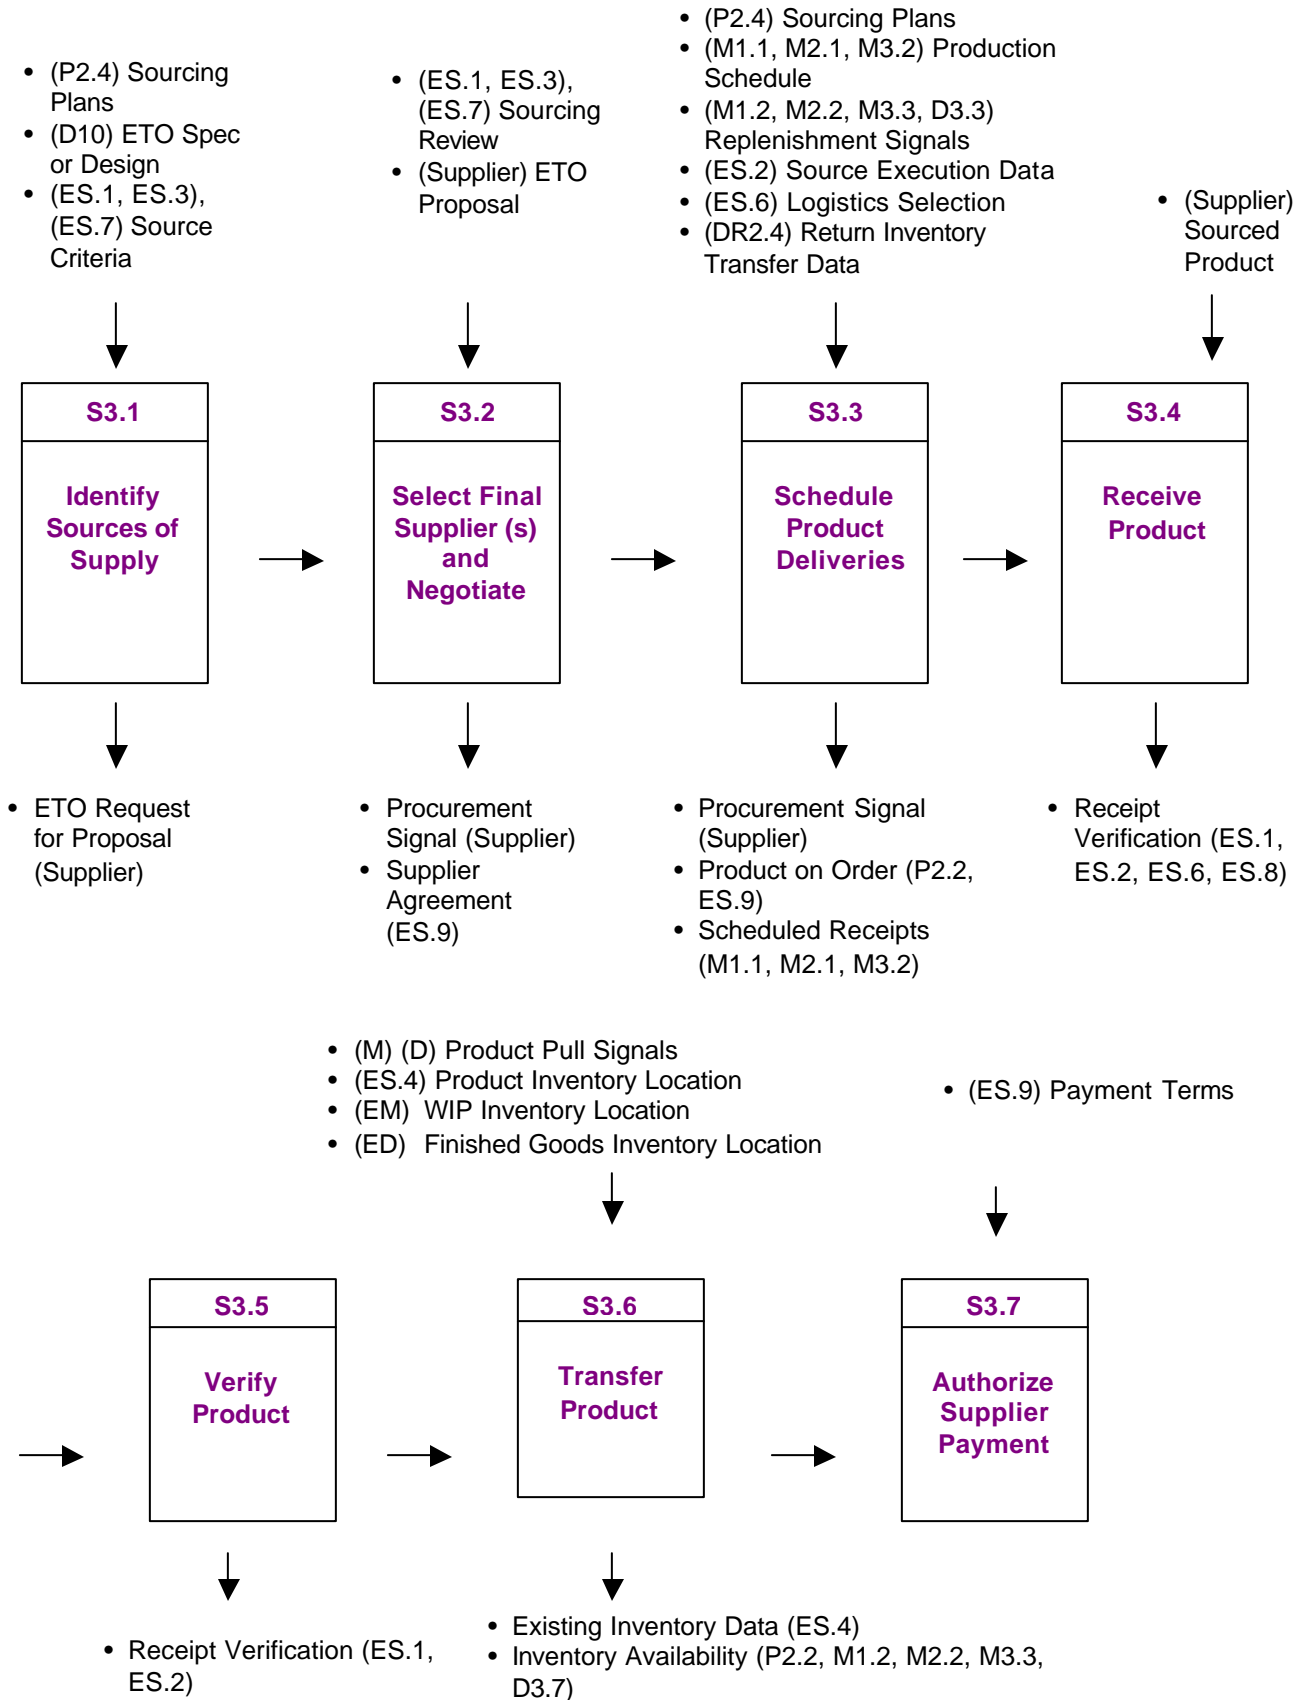 • (P2.4) Sourcing
Plans
• (D10) ETO Spec
or Design
• (ES.1, ES.3),
(ES.7) Source
Criteria
• (ES.1, ES.3),
(ES.7) Sourcing
Review
• (Supplier) ETO
Proposal
• (P2.4) Sourcing Plans
• (M1.1, M2.1, M3.2) Production
Schedule
• (M1.2, M2.2, M3.3, D3.3)
Replenishment Signals
• (ES.2) Source Execution Data
• (ES.6) Logistics Selection
• (DR2.4) Return Inventory
Transfer Data
• (Supplier)
Sourced
Product
S3.1
Identify
Sources of
Supply
S3.2
Select Final
Supplier (s)
and
Negotiate
S3.3
Schedule
Product
Deliveries
S3.4
Receive
Product
• ETO Request
for Proposal
(Supplier)
• Procurement
Signal (Supplier)
• Supplier
Agreement
(ES.9)
• Procurement Signal
(Supplier)
• Product on Order (P2.2,
ES.9)
• Scheduled Receipts
(M1.1, M2.1, M3.2)
• Receipt
Verification (ES.1,
ES.2, ES.6, ES.8)
• (M) (D) Product Pull Signals
• (ES.4) Product Inventory Location
• (EM) WIP Inventory Location
• (ED) Finished Goods Inventory Location
• (ES.9) Payment Terms
S3.5
Verify
Product
S3.6
Transfer
Product
S3.7
Authorize
Supplier
Payment
• Receipt Verification (ES.1,
ES.2)
• Existing Inventory Data (ES.4)
• Inventory Availability (P2.2, M1.2, M2.2, M3.3,
D3.7)